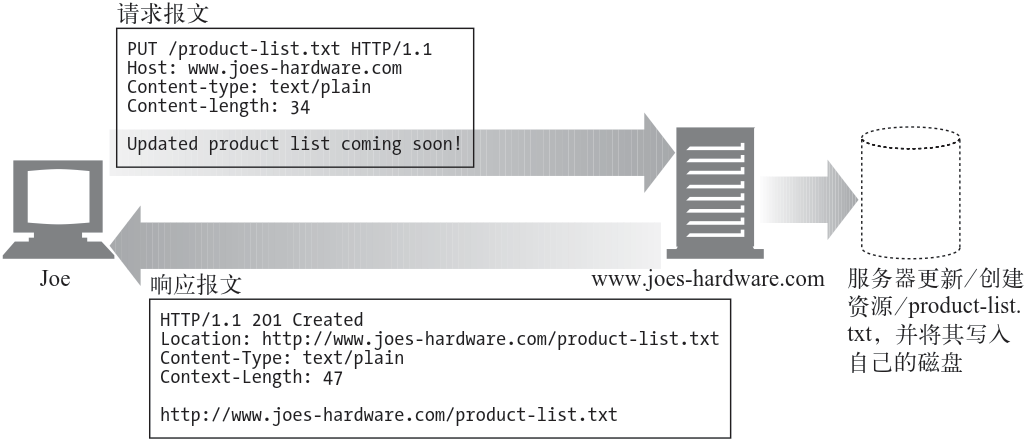 请求报文
PUT /product-list.txt HTTP/1.1
Host: www.joes-hardware.com
Content-type: text/plain
Content-length: 34

Updated product list coming soon!
Joe
www.joes-hardware.com
服务器更新/创建
资源/product-list.
txt，并将其写入
自己的磁盘
响应报文
HTTP/1.1 201 Created
Location: http://www.joes-hardware.com/product-list.txt
Content-Type: text/plain
Context-Length: 47

http://www.joes-hardware.com/product-list.txt